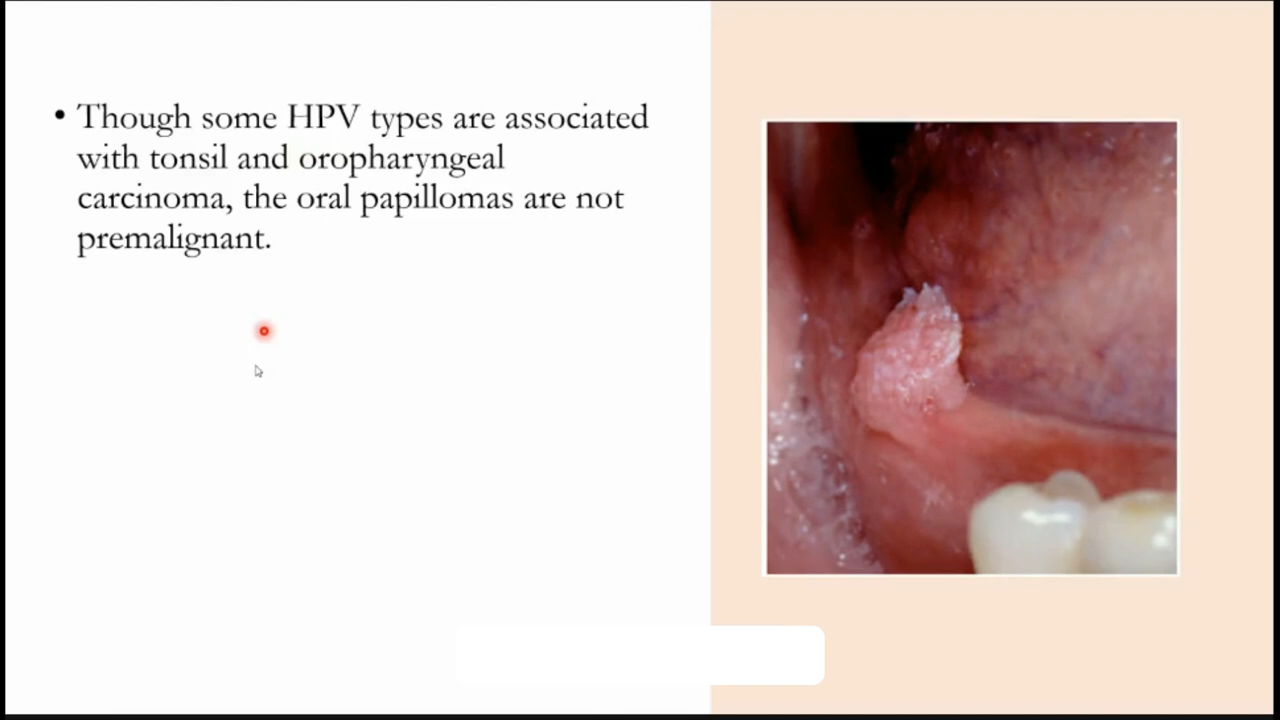 • Though some HPV types are associated
with tonsil and oropharyngeal
carcinoma, the oral papillomas are not
premalignant.